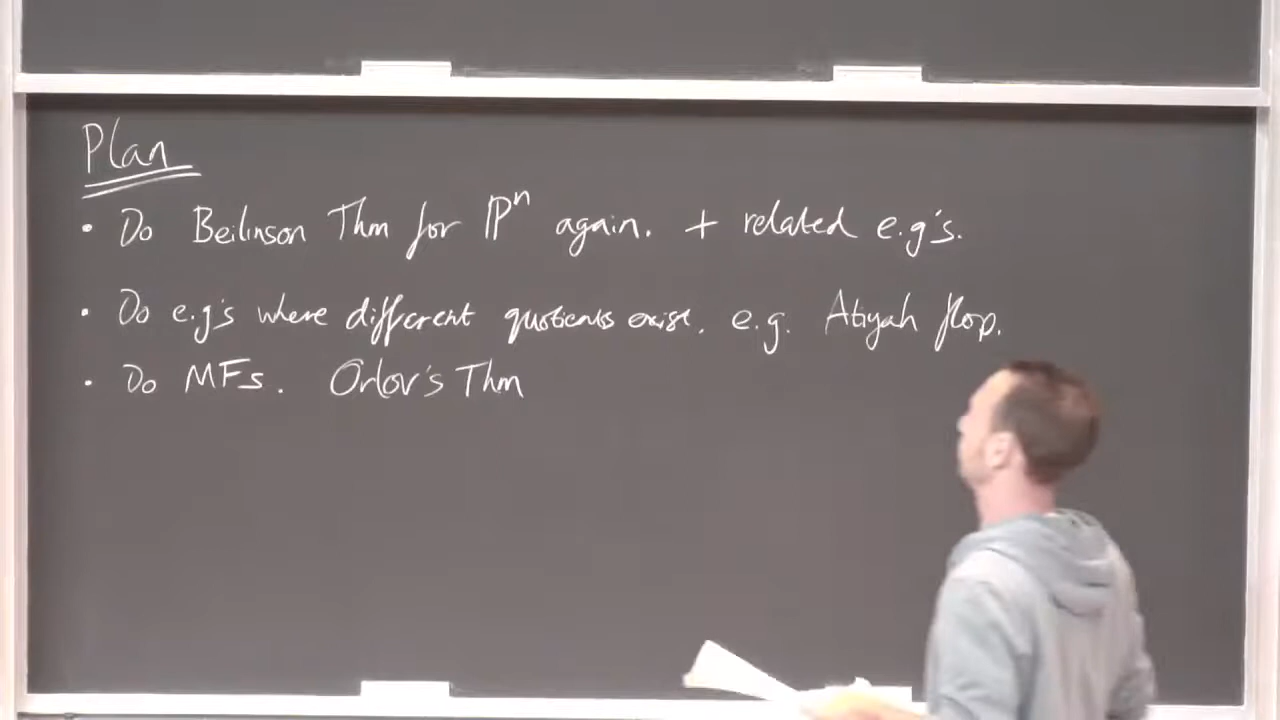 Plan
• Do Beilinson Thm for ℙⁿ again. + related e.g's.
• Do e.g's where different quotients exist. e.g. Atiyah flop.
• Do MFs. Orlov's Thm